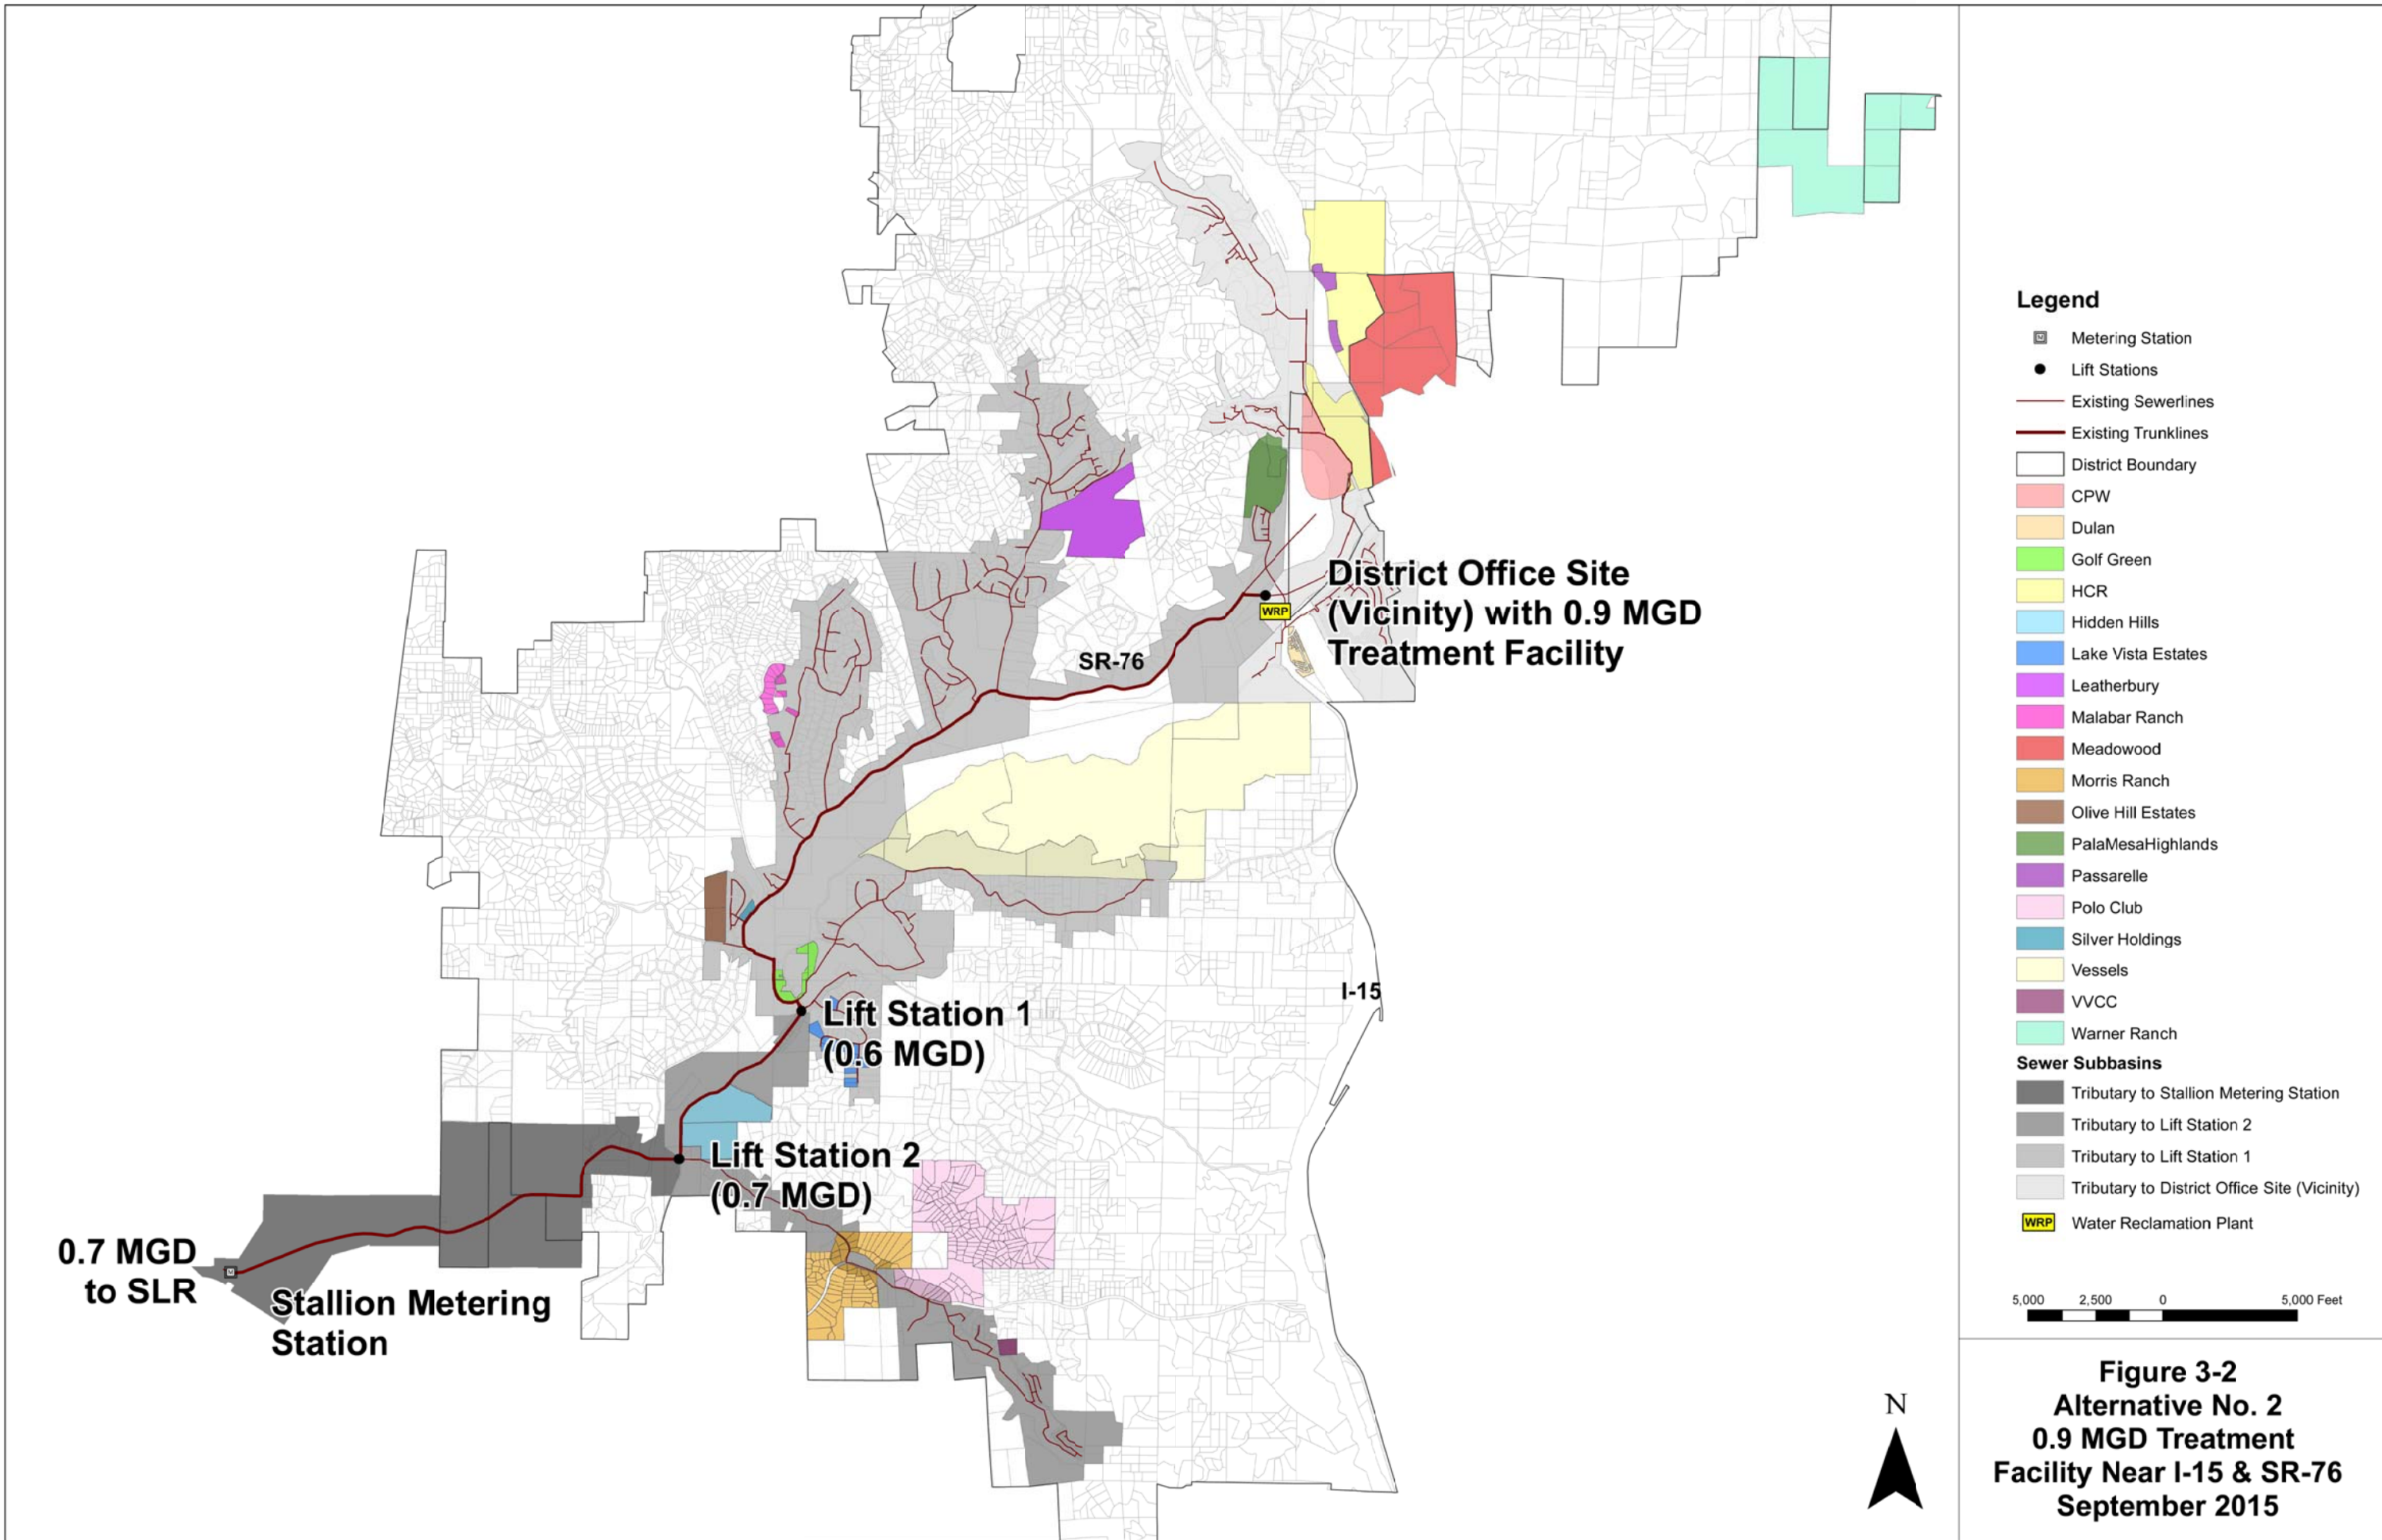 District Office Site
(Vicinity) with 0.9 MGD
Treatment Facility
WRP
SR-76
I-15
Lift Station 1
(0.6 MGD)
Lift Station 2
(0.7 MGD)
0.7 MGD
to SLR
M
Stallion Metering
Station
Legend
M Metering Station
Lift Stations
Existing Sewerlines
Existing Trunklines
District Boundary
CPW
Dulan
Golf Green
HCR
Hidden Hills
Lake Vista Estates
Leatherbury
Malabar Ranch
Meadowood
Morris Ranch
Olive Hill Estates
PalaMesaHighlands
Passarelle
Polo Club
Silver Holdings
Vessels
VVCC
Warner Ranch
Sewer Subbasins
Tributary to Stallion Metering Station
Tributary to Lift Station 2
Tributary to Lift Station 1
Tributary to District Office Site (Vicinity)
WRP Water Reclamation Plant
5,000 2,500 0 5,000 Feet
N
Figure 3-2
Alternative No. 2
0.9 MGD Treatment
Facility Near I-15 & SR-76
September 2015